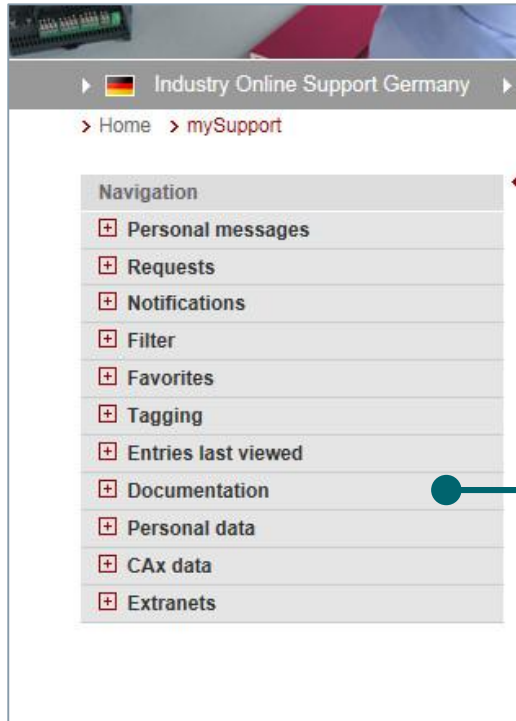 Industry Online Support Germany
Home mySupport
Navigation
Personal messages
Requests
Notifications
Filter
Favorites
Tagging
Entries last viewed
Documentation
Personal data
CAx data
Extranets